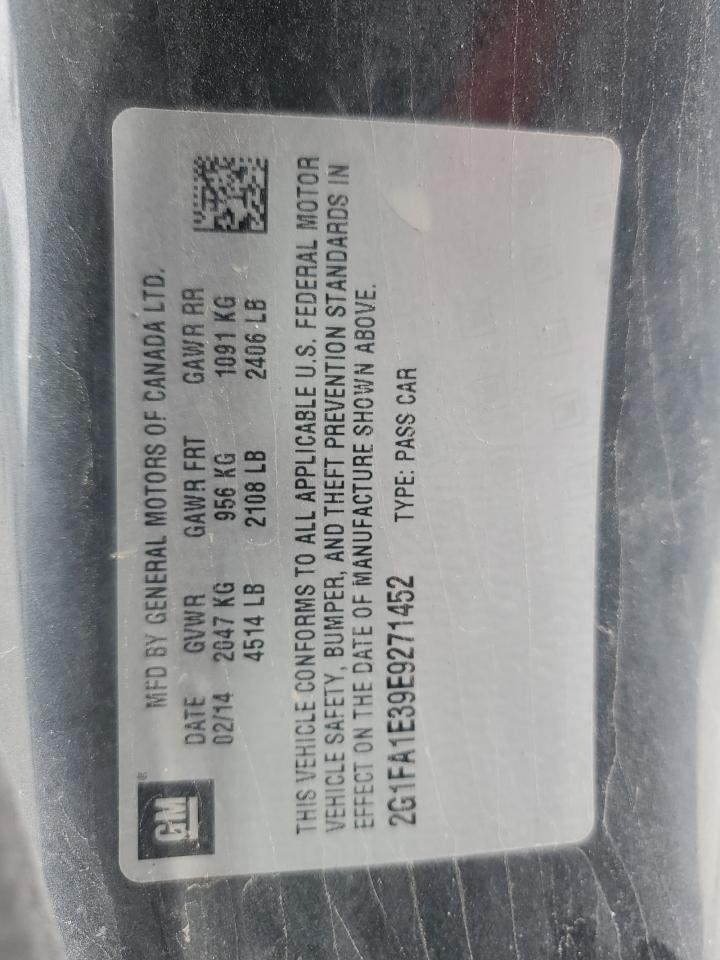 GM
MFD BY GENERAL MOTORS OF CANADA LTD.
DATE GVWR GAWR FRT GAWR RR
02/14 2047 KG 956 KG 1091 KG
4514 LB 2108 LB 2406 LB
THIS VEHICLE CONFORMS TO ALL APPLICABLE U.S. FEDERAL MOTOR
VEHICLE SAFETY, BUMPER, AND THEFT PREVENTION STANDARDS IN
EFFECT ON THE DATE OF MANUFACTURE SHOWN ABOVE.
2G1FA1E39E9271452 TYPE: PASS CAR